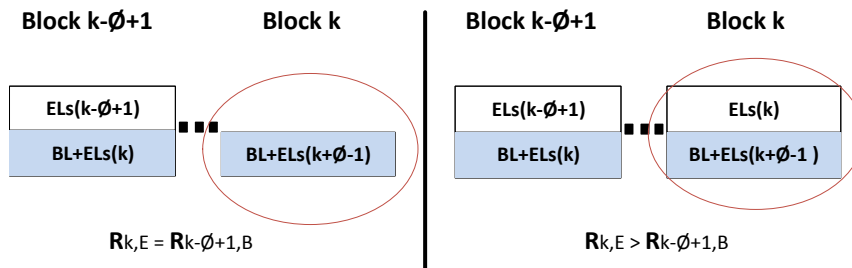 Block k-Ø+1 Block k Block k-Ø+1 Block k
ELs(k-Ø+1) ELs(k-Ø+1) ELs(k)
BL+ELs(k) BL+ELs(k+Ø-1) BL+ELs(k) BL+ELs(k+Ø-1 )
Rk,E = Rk-Ø+1,B Rk,E > Rk-Ø+1,B